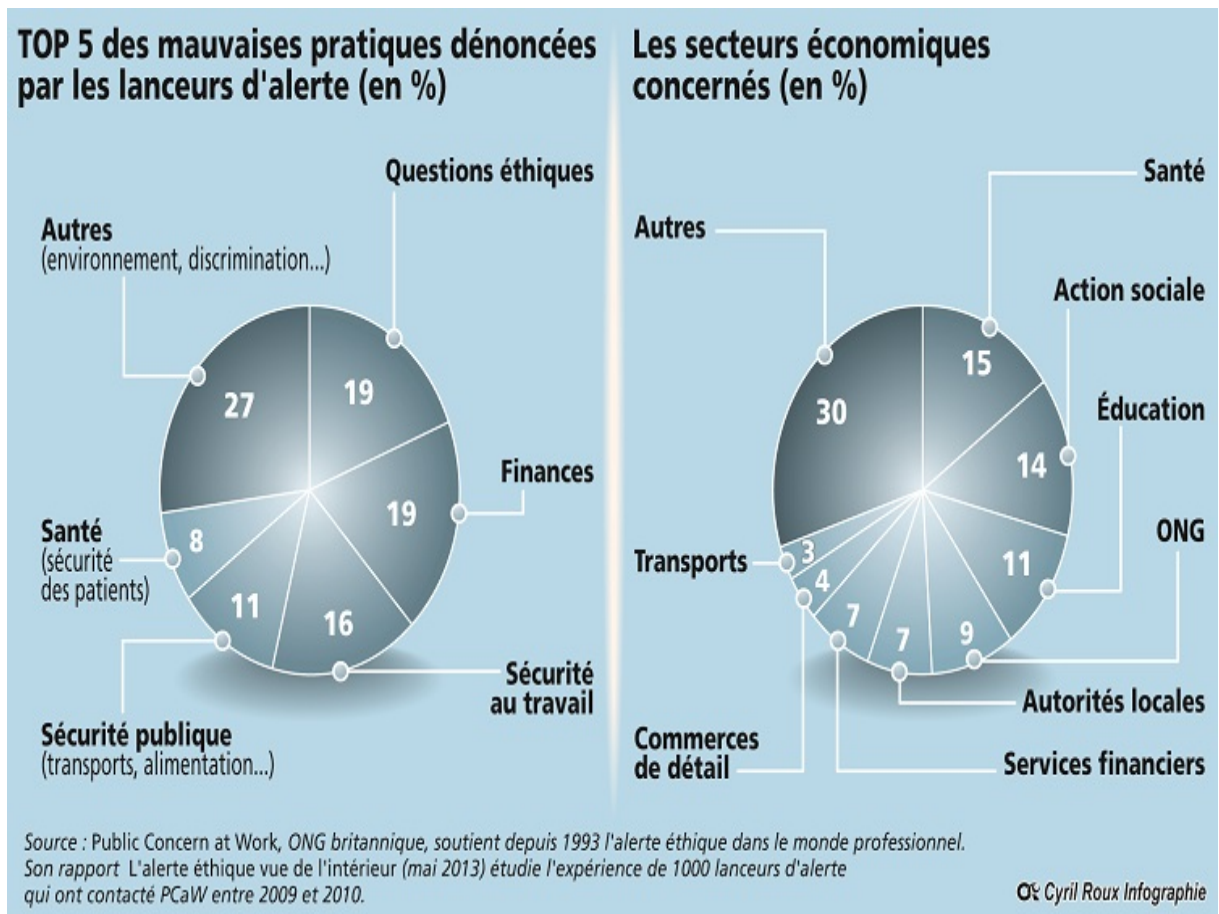 TOP 5 des mauvaises pratiques dénoncées
par les lanceurs d'alerte (en %)
Questions éthiques
Autres
(environnement, discrimination...)
27
19
Finances
19
Santé
(sécurité
des patients)
8
11
16
Sécurité
au travail
Sécurité publique
(transports, alimentation...)
Les secteurs économiques
concernés (en %)
Santé
Autres
Action sociale
15
30
Éducation
14
ONG
Transports
3
11
4
7
7
9
Autorités locales
Commerces
de détail
Services financiers
Source : Public Concern at Work, ONG britannique, soutient depuis 1993 l'alerte éthique dans le monde professionnel.
Son rapport L'alerte éthique vue de l'intérieur (mai 2013) étudie l'expérience de 1000 lanceurs d'alerte
qui ont contacté PCaW entre 2009 et 2010.
Cyril Roux Infographie